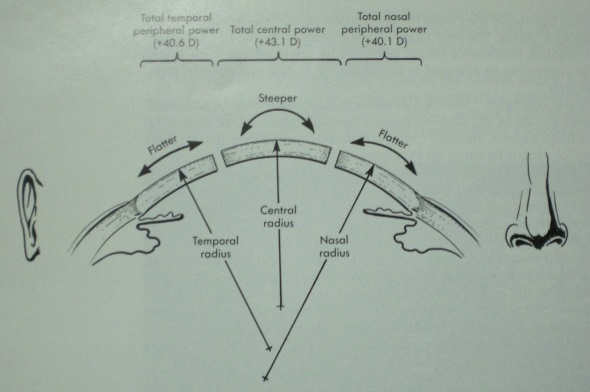 Total temporal
peripheral power
(+40.6 D)
Total central power
(+43.1 D)
Total nasal
peripheral power
(+40.1 D)
Steeper
Flatter
Flatter
Central
radius
Temporal
radius
Nasal
radius